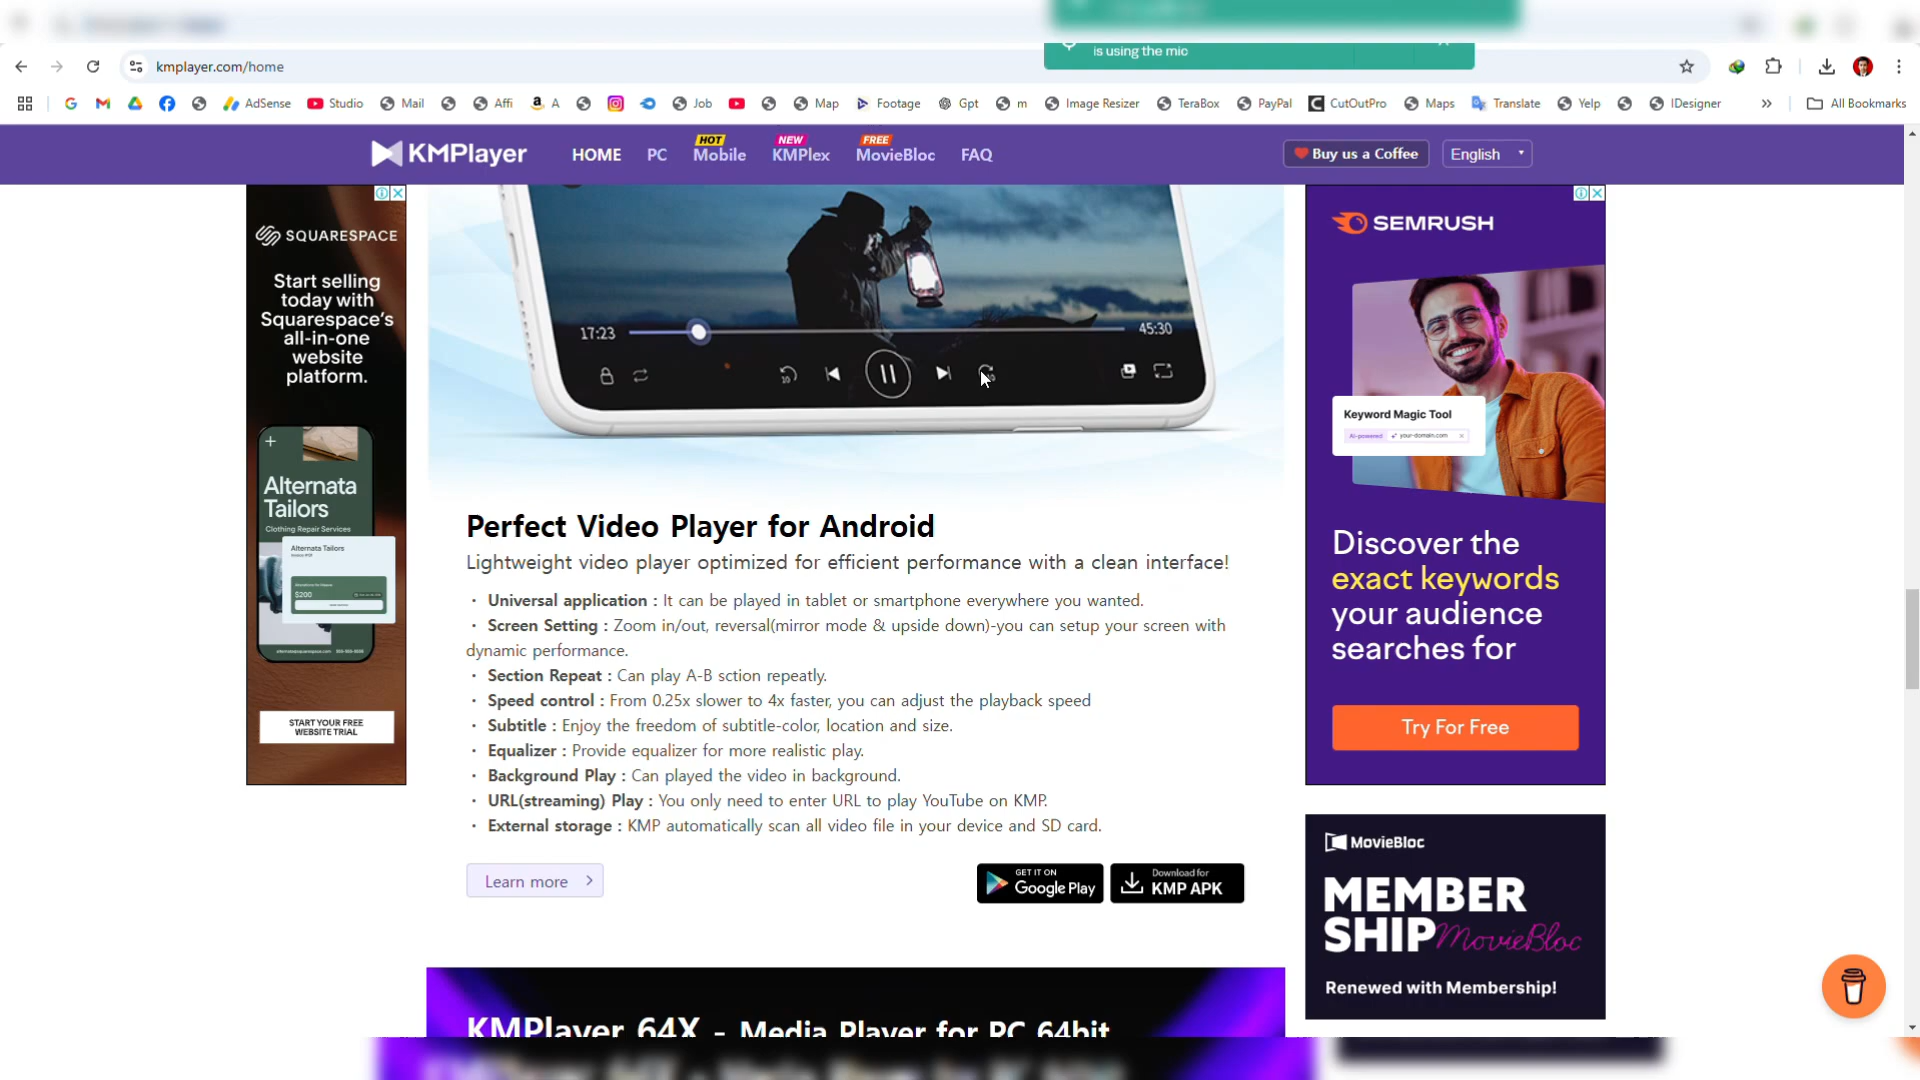 is using the mic
kmplayer.com/home
G AdSense Studio Mail Affi A Job Map Footage Gpt m Image Resizer TeraBox PayPal CutOutPro Maps Translate Yelp IDesigner » All Bookmarks
HOT NEW FREE
KMPlayer HOME PC Mobile KMPlex MovieBloc FAQ Buy us a Coffee English
SQUARESPACE
Start selling
today with
Squarespace's
all-in-one
website
platform.
Alternata
Tailors
Clothing Repair Services
Alternata Tailors
$200
START YOUR FREE
WEBSITE TRIAL
17:23 45:30
10
Perfect Video Player for Android
Lightweight video player optimized for efficient performance with a clean interface!
· Universal application : It can be played in tablet or smartphone everywhere you wanted.
· Screen Setting : Zoom in/out, reversal(mirror mode & upside down)-you can setup your screen with
dynamic performance.
· Section Repeat : Can play A-B sction repeatly.
· Speed control : From 0.25x slower to 4x faster, you can adjust the playback speed
· Subtitle : Enjoy the freedom of subtitle-color, location and size.
· Equalizer : Provide equalizer for more realistic play.
· Background Play : Can played the video in background.
· URL(streaming) Play : You only need to enter URL to play YouTube on KMP.
· External storage : KMP automatically scan all video file in your device and SD card.
Learn more >
GET IT ON
Google Play
Download for
KMP APK
KMPlayer 64X - Media Player for PC 64bit
SEMRUSH
Keyword Magic Tool
AI-powered your-domain.com
Discover the
exact keywords
your audience
searches for
Try For Free
MovieBloc
MEMBER
SHIP MovieBloc
Renewed with Membership!